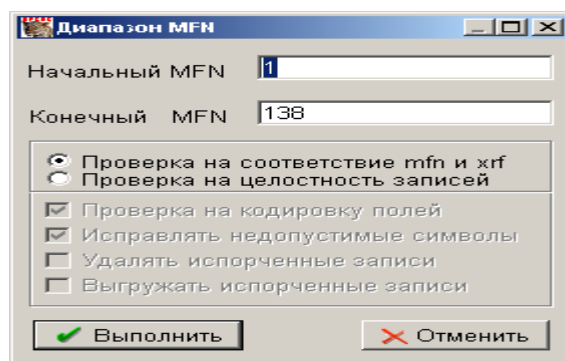 Диапазон MFN
Начальный MFN 1
Конечный MFN 138
Проверка на соответствие mfn и xrf
Проверка на целостность записей
Проверка на кодировку полей
Исправлять недопустимые символы
Удалять испорченные записи
Выгружать испорченные записи
Выполнить Отменить